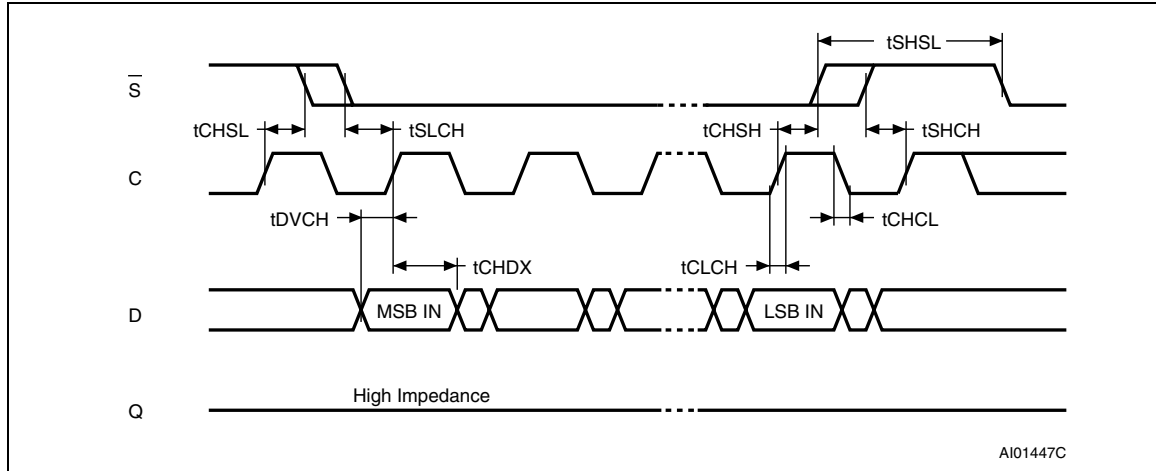 tSHSL
S̅
tCHSL
tSLCH
tCHSH
tSHCH
C
tDVCH
tCHCL
tCHDX
tCLCH
D
MSB IN
LSB IN
High Impedance
Q
AI01447C